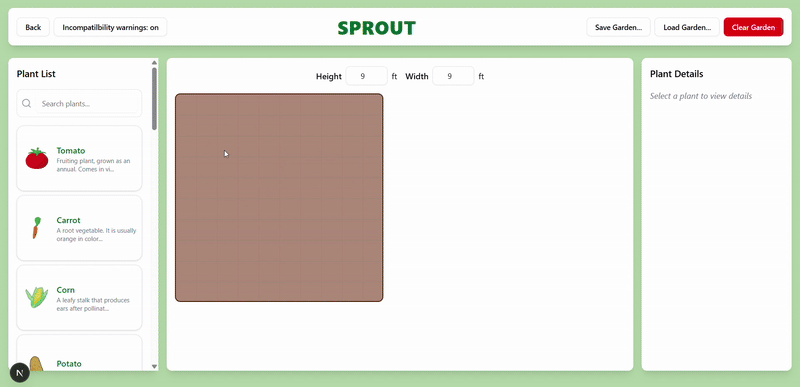 Back
Incompatilbility warnings: on
SPROUT
Save Garden...
Load Garden...
Clear Garden
Plant List
Search plants...
Tomato
Fruiting plant, grown as an
annual. Comes in vi...
Carrot
A root vegetable. It is usually
orange in color...
Corn
A leafy stalk that produces
ears after pollinat...
Potato
N
Height 9 ft Width 9 ft
Plant Details
Select a plant to view details